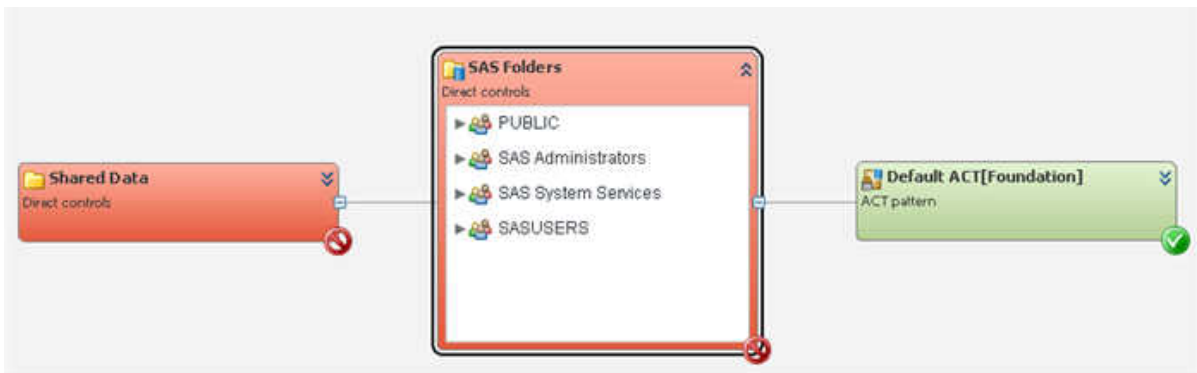 Shared Data
Direct controls
SAS Folders
Direct controls
PUBLIC
SAS Administrators
SAS System Services
SASUSERS
Default ACT[Foundation]
ACT pattern